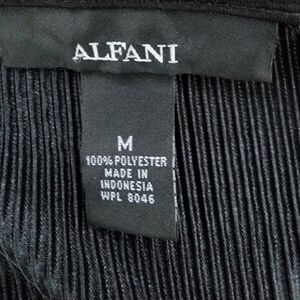 ALFANI
M
100% POLYESTER
MADE IN
INDONESIA
WPL 8046